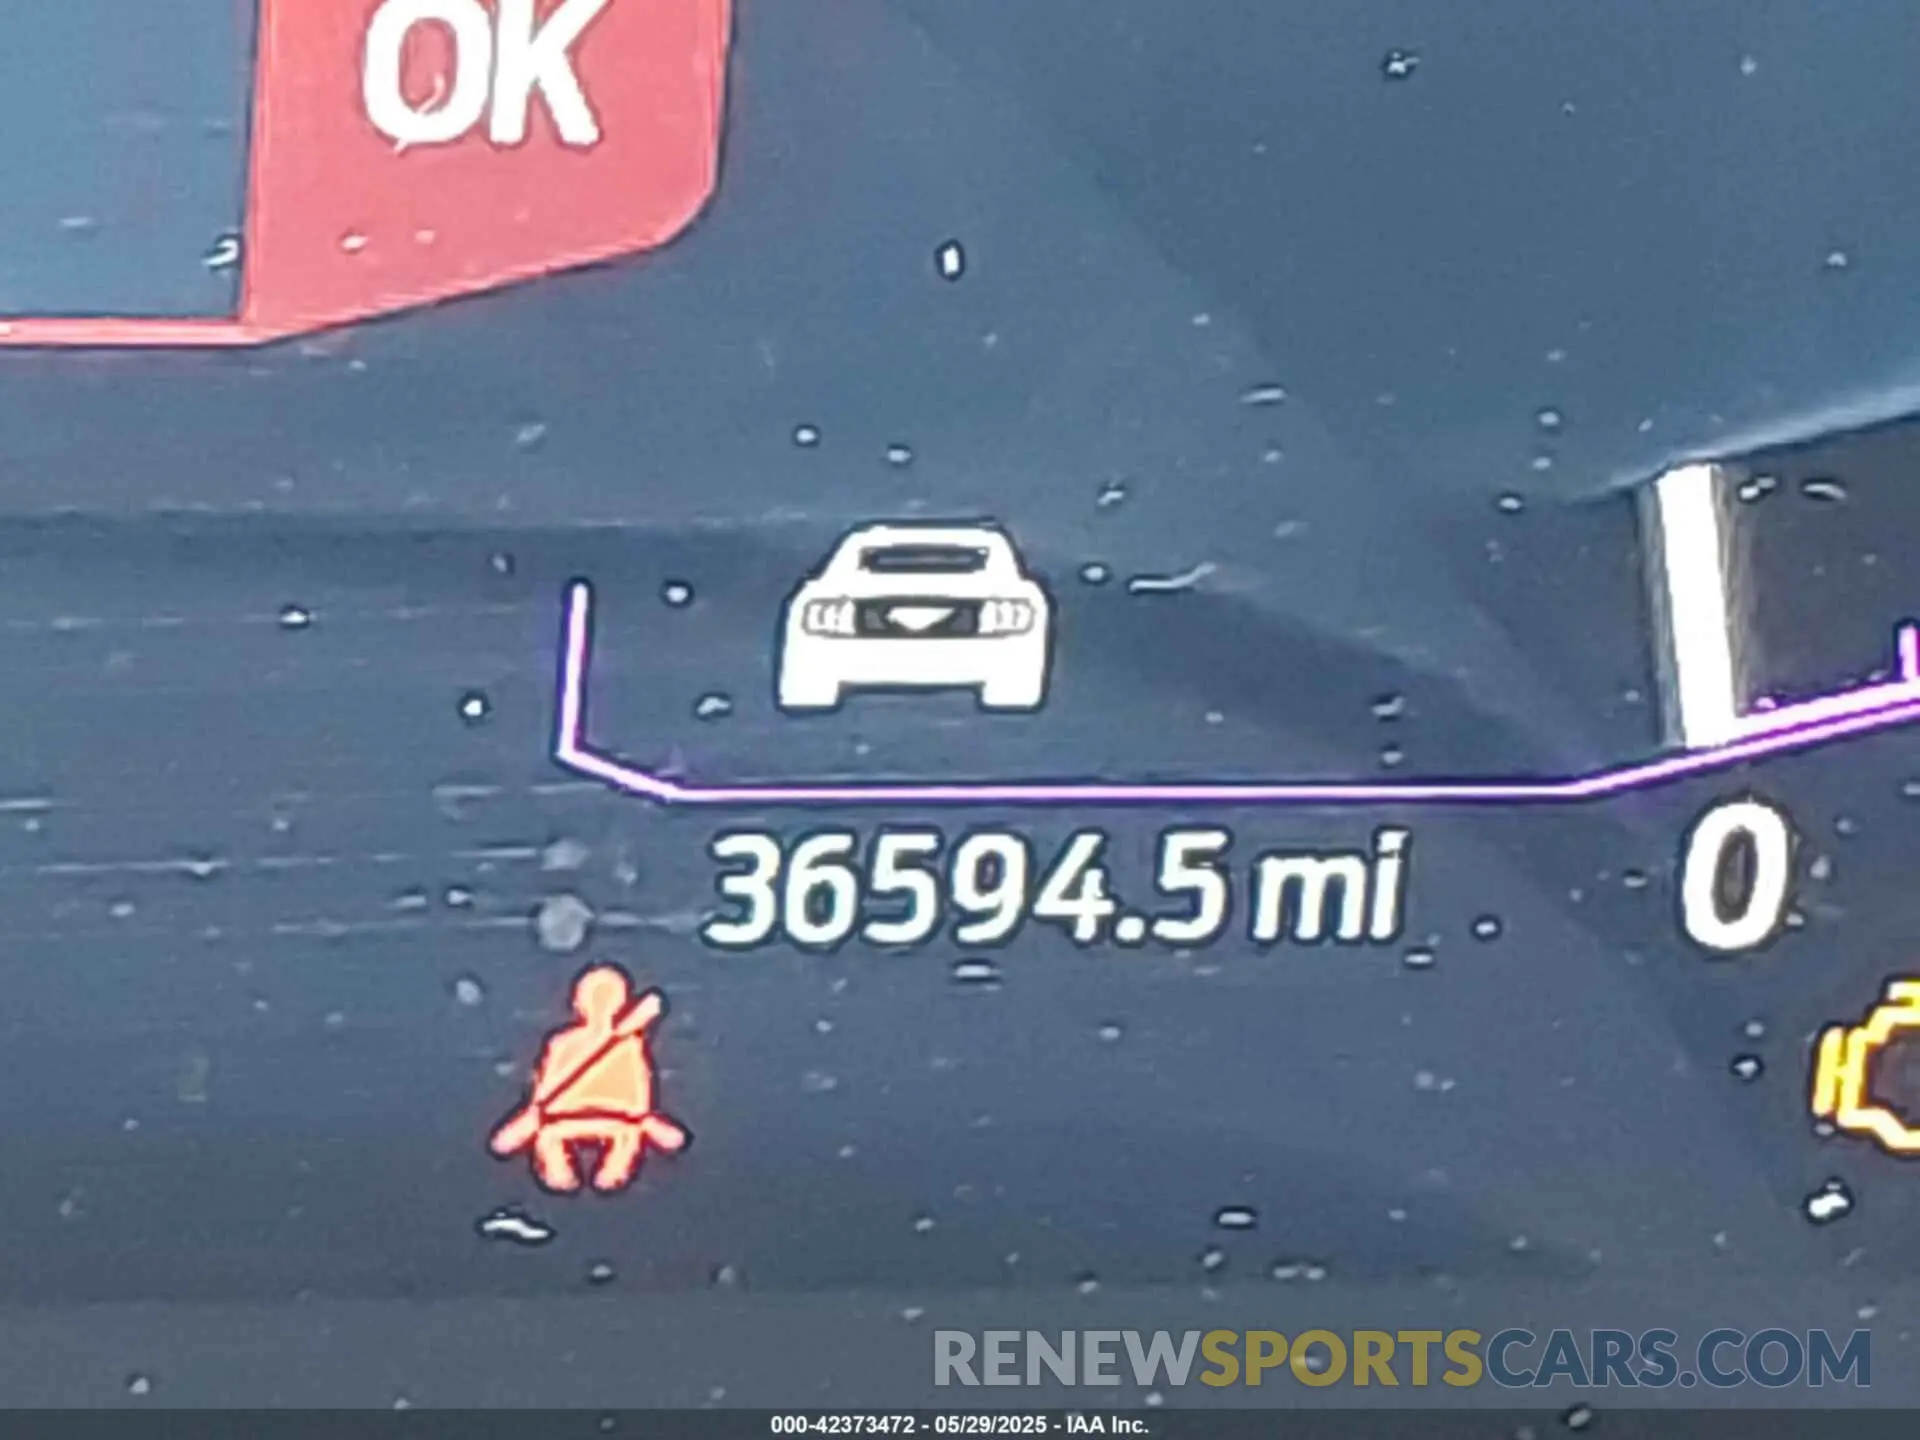 OK
36594.5 mi
0
RENEWSPORTSCARS.COM
000-42373472 - 05/29/2025 - IAA Inc.